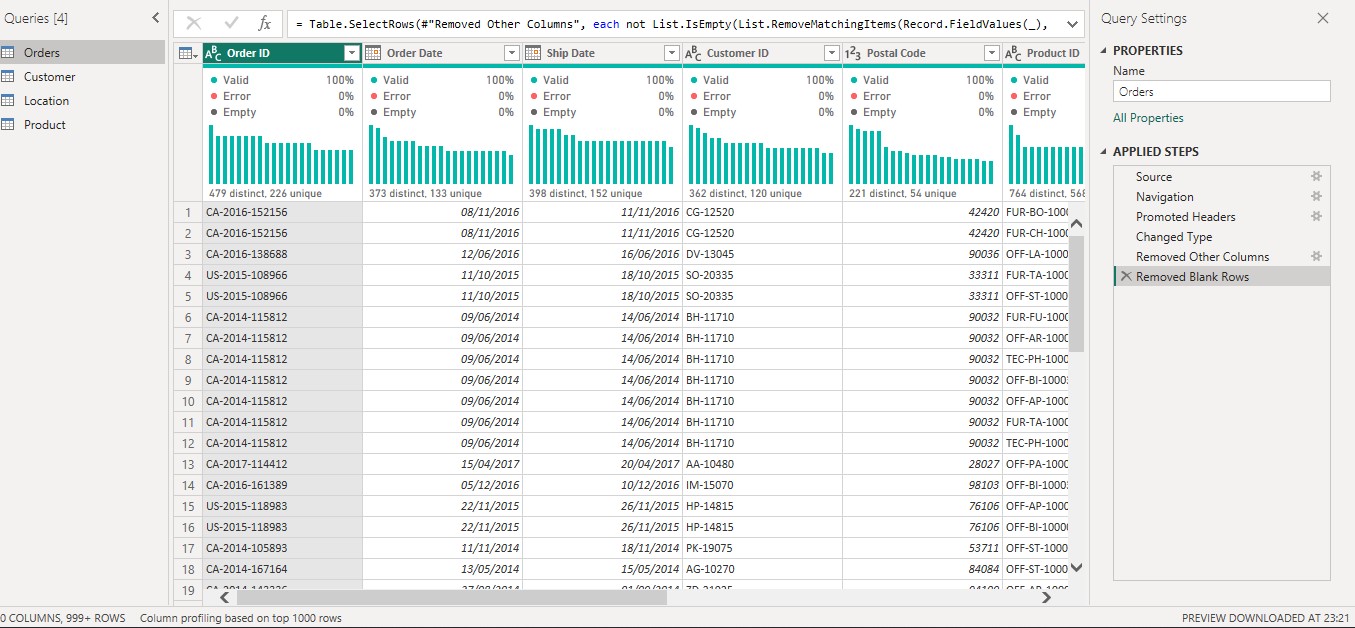 Queries [4]
Orders
Customer
Location
Product
fx
= Table.SelectRows(#"Removed Other Columns", each not List.IsEmpty(List.RemoveMatchingItems(Record.FieldValues(_),
ABC Order ID Order Date Ship Date ABC Customer ID 123 Postal Code ABC Product ID
Valid 100% Valid 100% Valid 100% Valid 100% Valid 100% Valid
Error 0% Error 0% Error 0% Error 0% Error 0% Error
Empty 0% Empty 0% Empty 0% Empty 0% Empty 0% Empty
479 distinct, 226 unique 373 distinct, 133 unique 398 distinct, 152 unique 362 distinct, 120 unique 221 distinct, 54 unique 764 distinct, 568
1 CA-2016-152156 08/11/2016 11/11/2016 CG-12520 42420 FUR-BO-1000
2 CA-2016-152156 08/11/2016 11/11/2016 CG-12520 42420 FUR-CH-1000
3 CA-2016-138688 12/06/2016 16/06/2016 DV-13045 90036 OFF-LA-1000
4 US-2015-108966 11/10/2015 18/10/2015 SO-20335 33311 FUR-TA-1000
5 US-2015-108966 11/10/2015 18/10/2015 SO-20335 33311 OFF-ST-1000
6 CA-2014-115812 09/06/2014 14/06/2014 BH-11710 90032 FUR-FU-1000
7 CA-2014-115812 09/06/2014 14/06/2014 BH-11710 90032 OFF-AR-1000
8 CA-2014-115812 09/06/2014 14/06/2014 BH-11710 90032 TEC-PH-1000
9 CA-2014-115812 09/06/2014 14/06/2014 BH-11710 90032 OFF-BI-1000
10 CA-2014-115812 09/06/2014 14/06/2014 BH-11710 90032 OFF-AP-1000
11 CA-2014-115812 09/06/2014 14/06/2014 BH-11710 90032 FUR-TA-1000
12 CA-2014-115812 09/06/2014 14/06/2014 BH-11710 90032 TEC-PH-1000
13 CA-2017-114412 15/04/2017 20/04/2017 AA-10480 28027 OFF-PA-1000
14 CA-2016-161389 05/12/2016 10/12/2016 IM-15070 98103 OFF-BI-1000
15 US-2015-118983 22/11/2015 26/11/2015 HP-14815 76106 OFF-AP-1000
16 US-2015-118983 22/11/2015 26/11/2015 HP-14815 76106 OFF-BI-1000
17 CA-2014-105893 11/11/2014 18/11/2014 PK-19075 53711 OFF-ST-1000
18 CA-2014-167164 13/05/2014 15/05/2014 AG-10270 84084 OFF-ST-1000
19
0 COLUMNS, 999+ ROWS Column profiling based on top 1000 rows
Query Settings
PROPERTIES
Name
Orders
All Properties
APPLIED STEPS
Source
Navigation
Promoted Headers
Changed Type
Removed Other Columns
Removed Blank Rows
PREVIEW DOWNLOADED AT 23:21